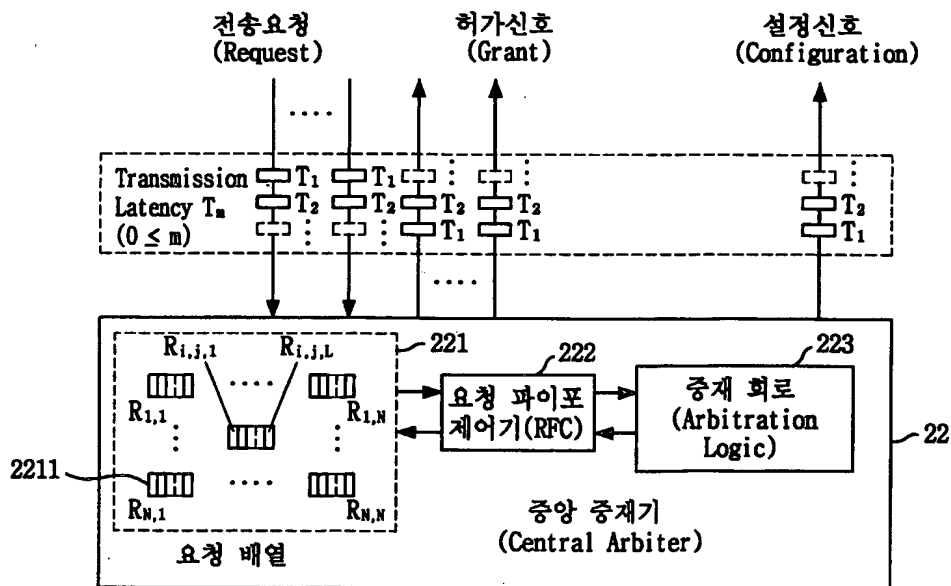 전송요청
(Request)
허가신호
(Grant)
설정신호
(Configuration)
Transmission
Latency Tm
(0 ≤ m)
T1
T2
T1
T2
T2
T1
T2
T1
T2
T1
Ri,j,1
Ri,j,L
221
222
223
R1,1
R1,N
요청 파이포
제어기(RFC)
중재 회로
(Arbitration
Logic)
22
2211
RN,1
RN,N
요청 배열
중앙 중재기
(Central Arbiter)